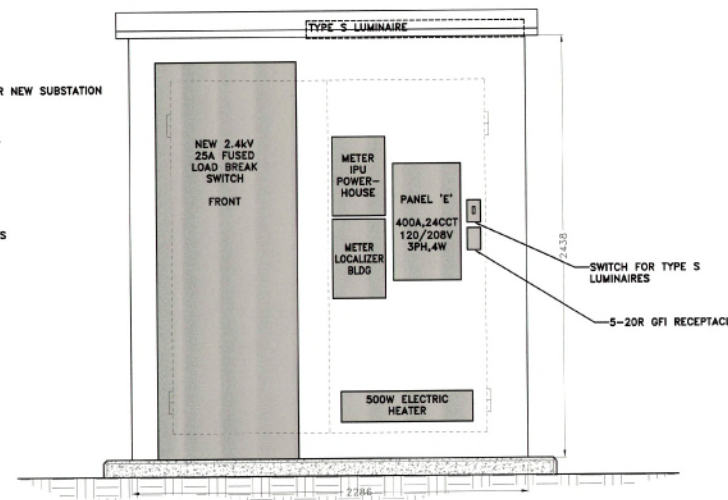 TYPE S LUMINAIRE
R NEW SUBSTATION
S
NEW 2.4kV
25A FUSED
LOAD BREAK
SWITCH
FRONT
METER
IPU
POWER-
HOUSE
METER
LOCALIZER
BLDG
PANEL 'E'
400A,24CCT
120/208V
3PH,4W
2438
SWITCH FOR TYPE S
LUMINAIRES
5-20R GFI RECEPTACL
500W ELECTRIC
HEATER
2286